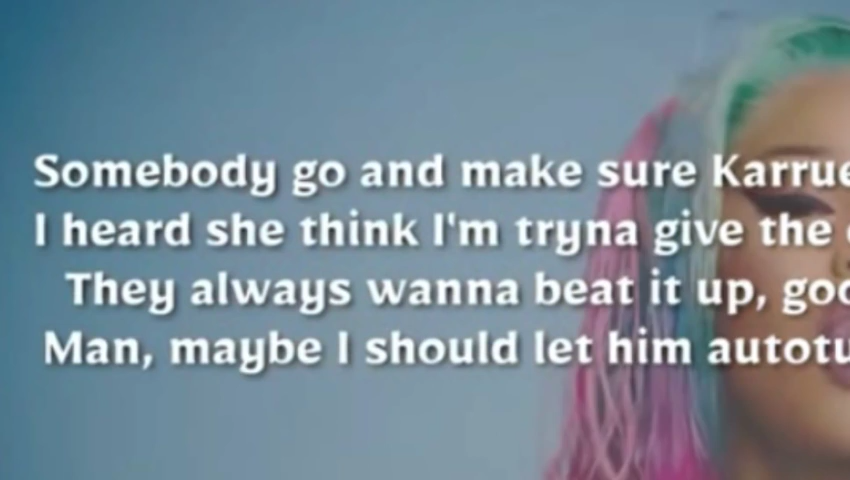 Somebody go and make sure
I heard she think I'm tryna give the
They always wanna beat it up,
Man, maybe I should let him